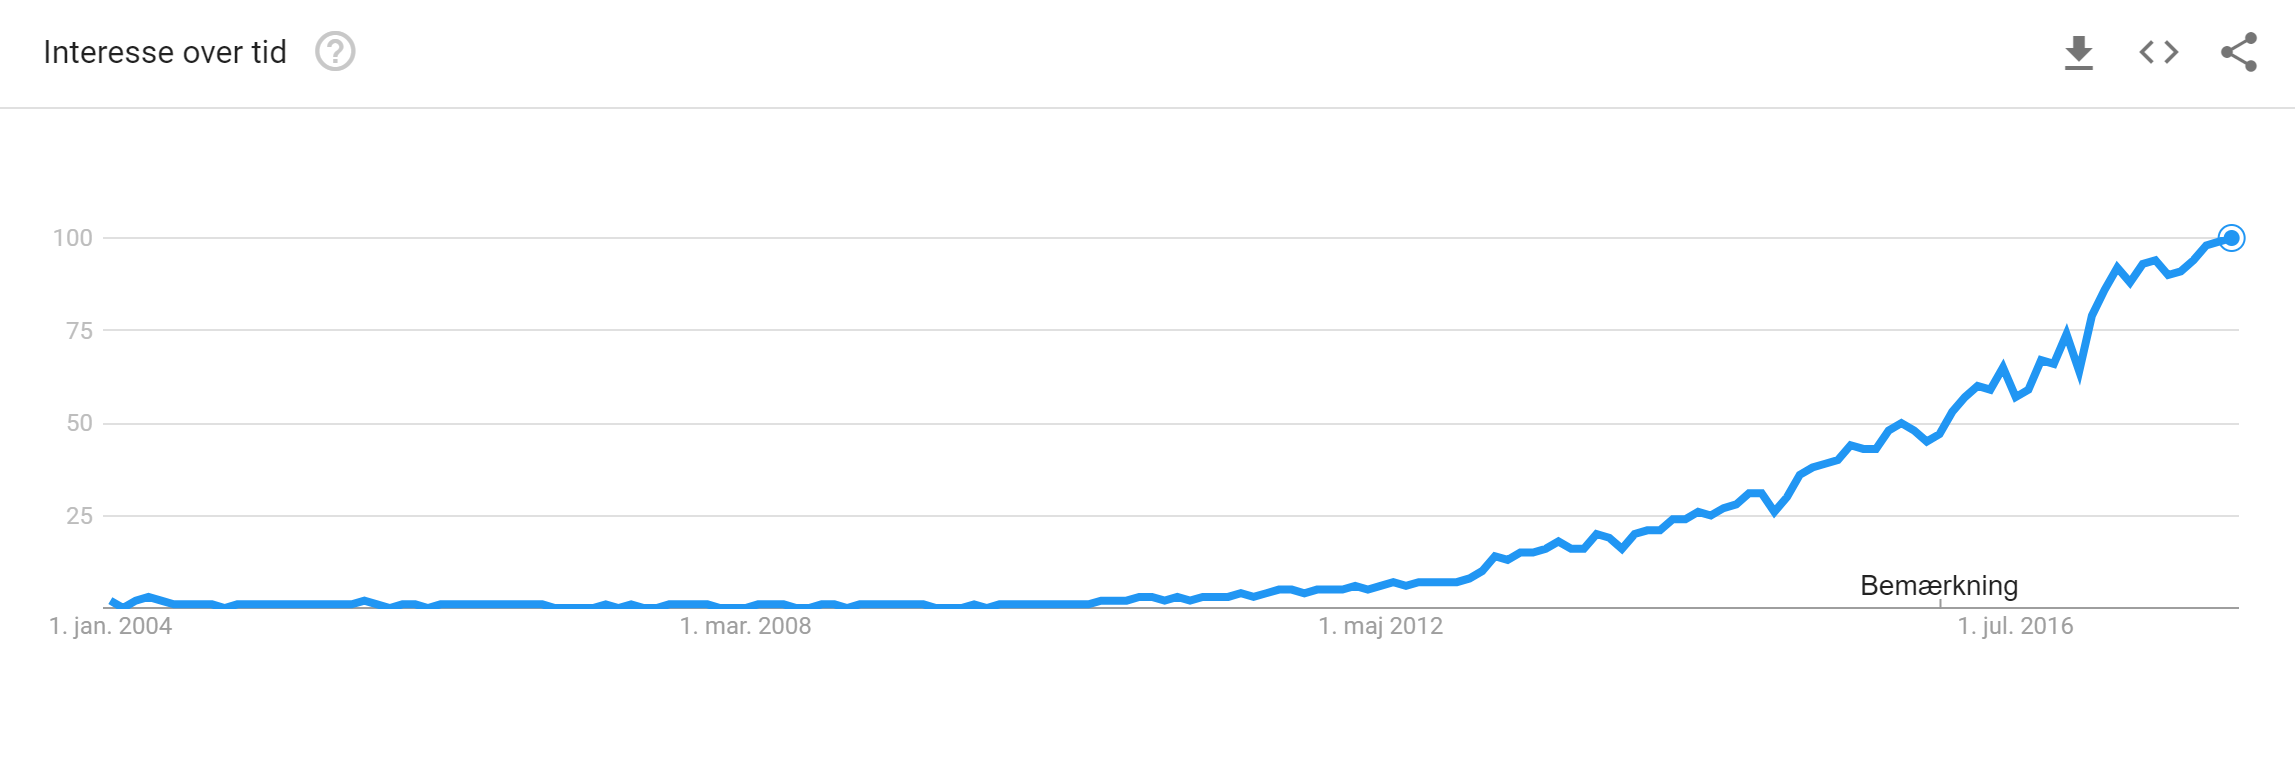 Interesse over tid
100
75
50
25
Bemærkning
1. jan. 2004
1. mar. 2008
1. maj 2012
1. jul. 2016